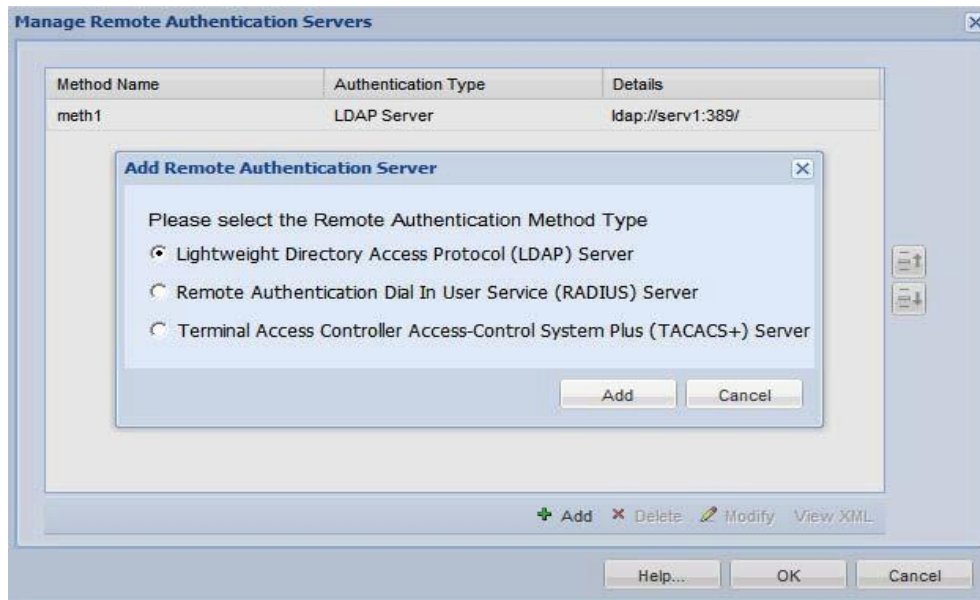 Manage Remote Authentication Servers
Method Name Authentication Type Details
meth1 LDAP Server ldap://serv1:389/
Add Remote Authentication Server
Please select the Remote Authentication Method Type
Lightweight Directory Access Protocol (LDAP) Server
Remote Authentication Dial In User Service (RADIUS) Server
Terminal Access Controller Access-Control System Plus (TACACS+) Server
Add Cancel
Add Delete Modify View XML
Help... OK Cancel